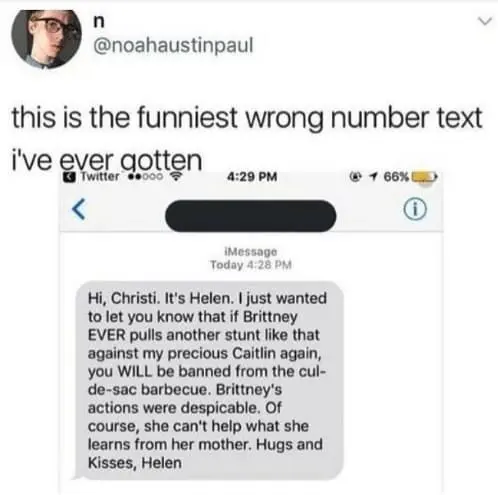 n
@noahaustinpaul
this is the funniest wrong number text
i've ever gotten
Twitter 4:29 PM 66%
iMessage
Today 4:28 PM
Hi, Christi. It's Helen. I just wanted
to let you know that if Brittney
EVER pulls another stunt like that
against my precious Caitlin again,
you WILL be banned from the cul-
de-sac barbecue. Brittney's
actions were despicable. Of
course, she can't help what she
learns from her mother. Hugs and
Kisses, Helen